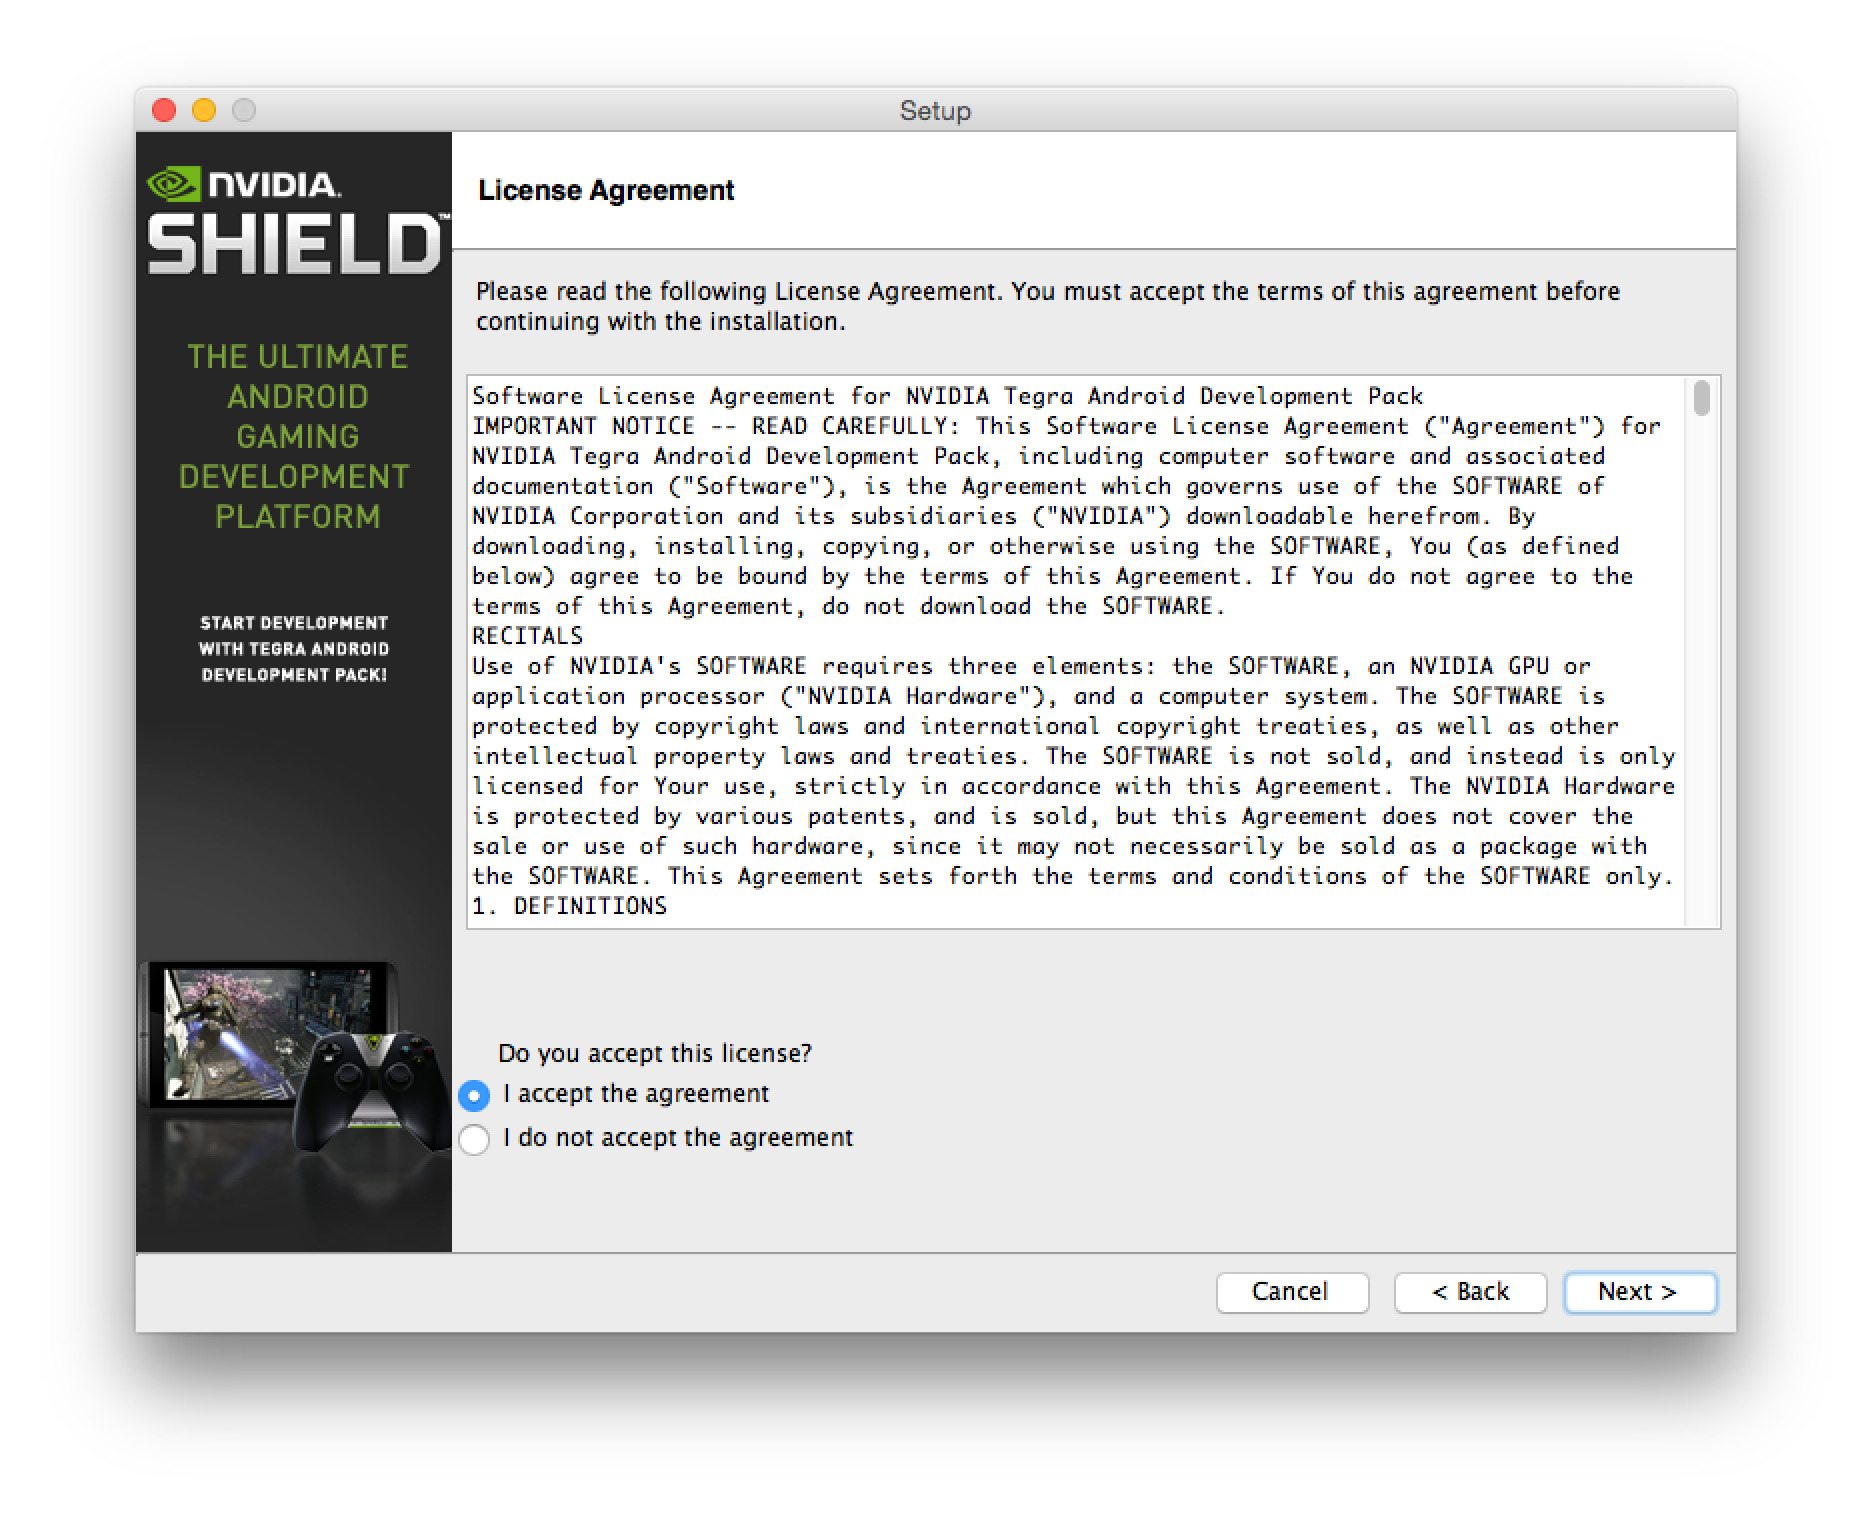 Setup
NVIDIA.
SHIELD™
THE ULTIMATE
ANDROID
GAMING
DEVELOPMENT
PLATFORM
START DEVELOPMENT
WITH TEGRA ANDROID
DEVELOPMENT PACK!
License Agreement
Please read the following License Agreement. You must accept the terms of this agreement before
continuing with the installation.
Software License Agreement for NVIDIA Tegra Android Development Pack
IMPORTANT NOTICE -- READ CAREFULLY: This Software License Agreement ("Agreement") for
NVIDIA Tegra Android Development Pack, including computer software and associated
documentation ("Software"), is the Agreement which governs use of the SOFTWARE of
NVIDIA Corporation and its subsidiaries ("NVIDIA") downloadable herefrom. By
downloading, installing, copying, or otherwise using the SOFTWARE, You (as defined
below) agree to be bound by the terms of this Agreement. If You do not agree to the
terms of this Agreement, do not download the SOFTWARE.
RECITALS
Use of NVIDIA's SOFTWARE requires three elements: the SOFTWARE, an NVIDIA GPU or
application processor ("NVIDIA Hardware"), and a computer system. The SOFTWARE is
protected by copyright laws and international copyright treaties, as well as other
intellectual property laws and treaties. The SOFTWARE is not sold, and instead is only
licensed for Your use, strictly in accordance with this Agreement. The NVIDIA Hardware
is protected by various patents, and is sold, but this Agreement does not cover the
sale or use of such hardware, since it may not necessarily be sold as a package with
the SOFTWARE. This Agreement sets forth the terms and conditions of the SOFTWARE only.
1. DEFINITIONS
Do you accept this license?
I accept the agreement
I do not accept the agreement
Cancel
< Back
Next >